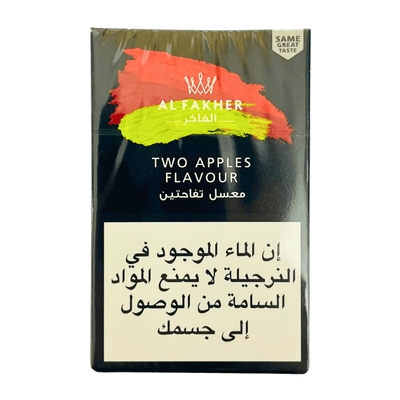 SAME
GREAT
TASTE
AL FAKHER
الفاخر
TWO APPLES
FLAVOUR
معسل تفاحتين
إن الماء الموجود في
النرجيلة لا يمنع المواد
السامة من الوصول
إلى جسمك